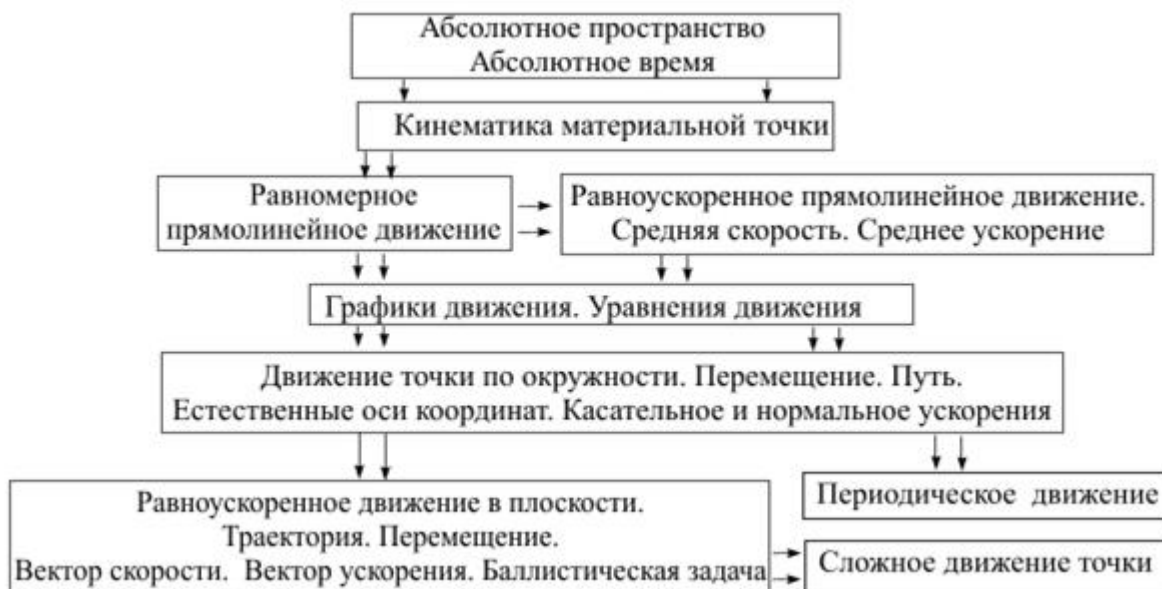 Абсолютное пространство
Абсолютное время
Кинематика материальной точки
Равномерное
прямолинейное движение
Равноускоренное прямолинейное движение.
Средняя скорость. Среднее ускорение
Графики движения. Уравнения движения
Движение точки по окружности. Перемещение. Путь.
Естественные оси координат. Касательное и нормальное ускорения
Равноускоренное движение в плоскости.
Траектория. Перемещение.
Вектор скорости. Вектор ускорения. Баллистическая задача
Периодическое движение
Сложное движение точки